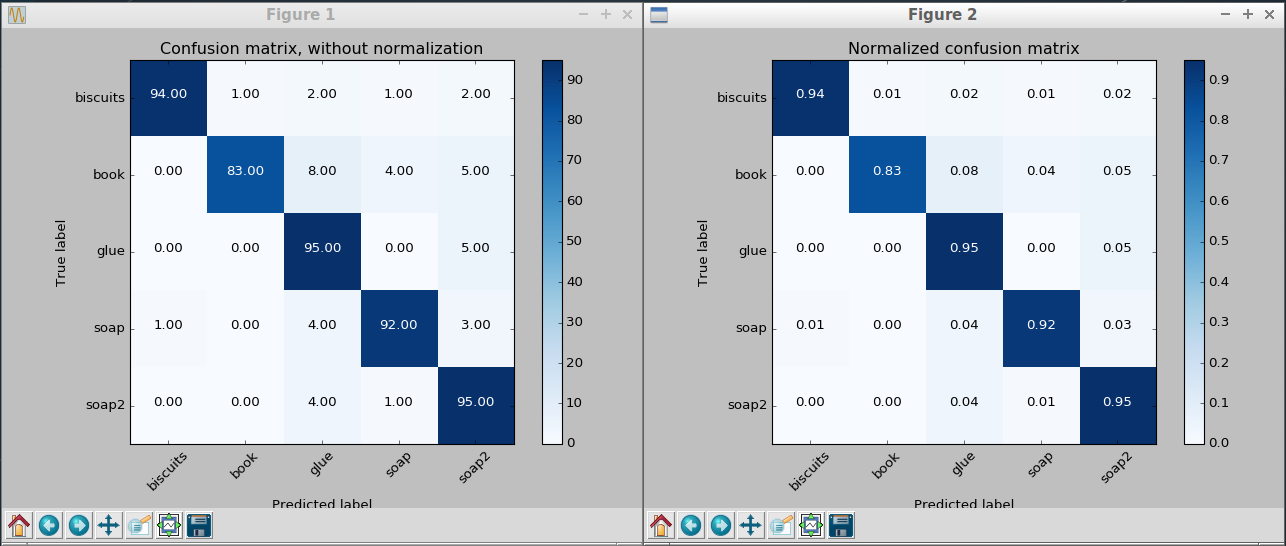 Figure 1
Confusion matrix, without normalization
biscuits 94.00 1.00 2.00 1.00 2.00
book 0.00 83.00 8.00 4.00 5.00
glue 0.00 0.00 95.00 0.00 5.00
soap 1.00 0.00 4.00 92.00 3.00
soap2 0.00 0.00 4.00 1.00 95.00
True label
biscuits book glue soap soap2
Predicted label
90
80
70
60
50
40
30
20
10
0
Figure 2
Normalized confusion matrix
biscuits 0.94 0.01 0.02 0.01 0.02
book 0.00 0.83 0.08 0.04 0.05
glue 0.00 0.00 0.95 0.00 0.05
soap 0.01 0.00 0.04 0.92 0.03
soap2 0.00 0.00 0.04 0.01 0.95
True label
biscuits book glue soap soap2
Predicted label
0.9
0.8
0.7
0.6
0.5
0.4
0.3
0.2
0.1
0.0